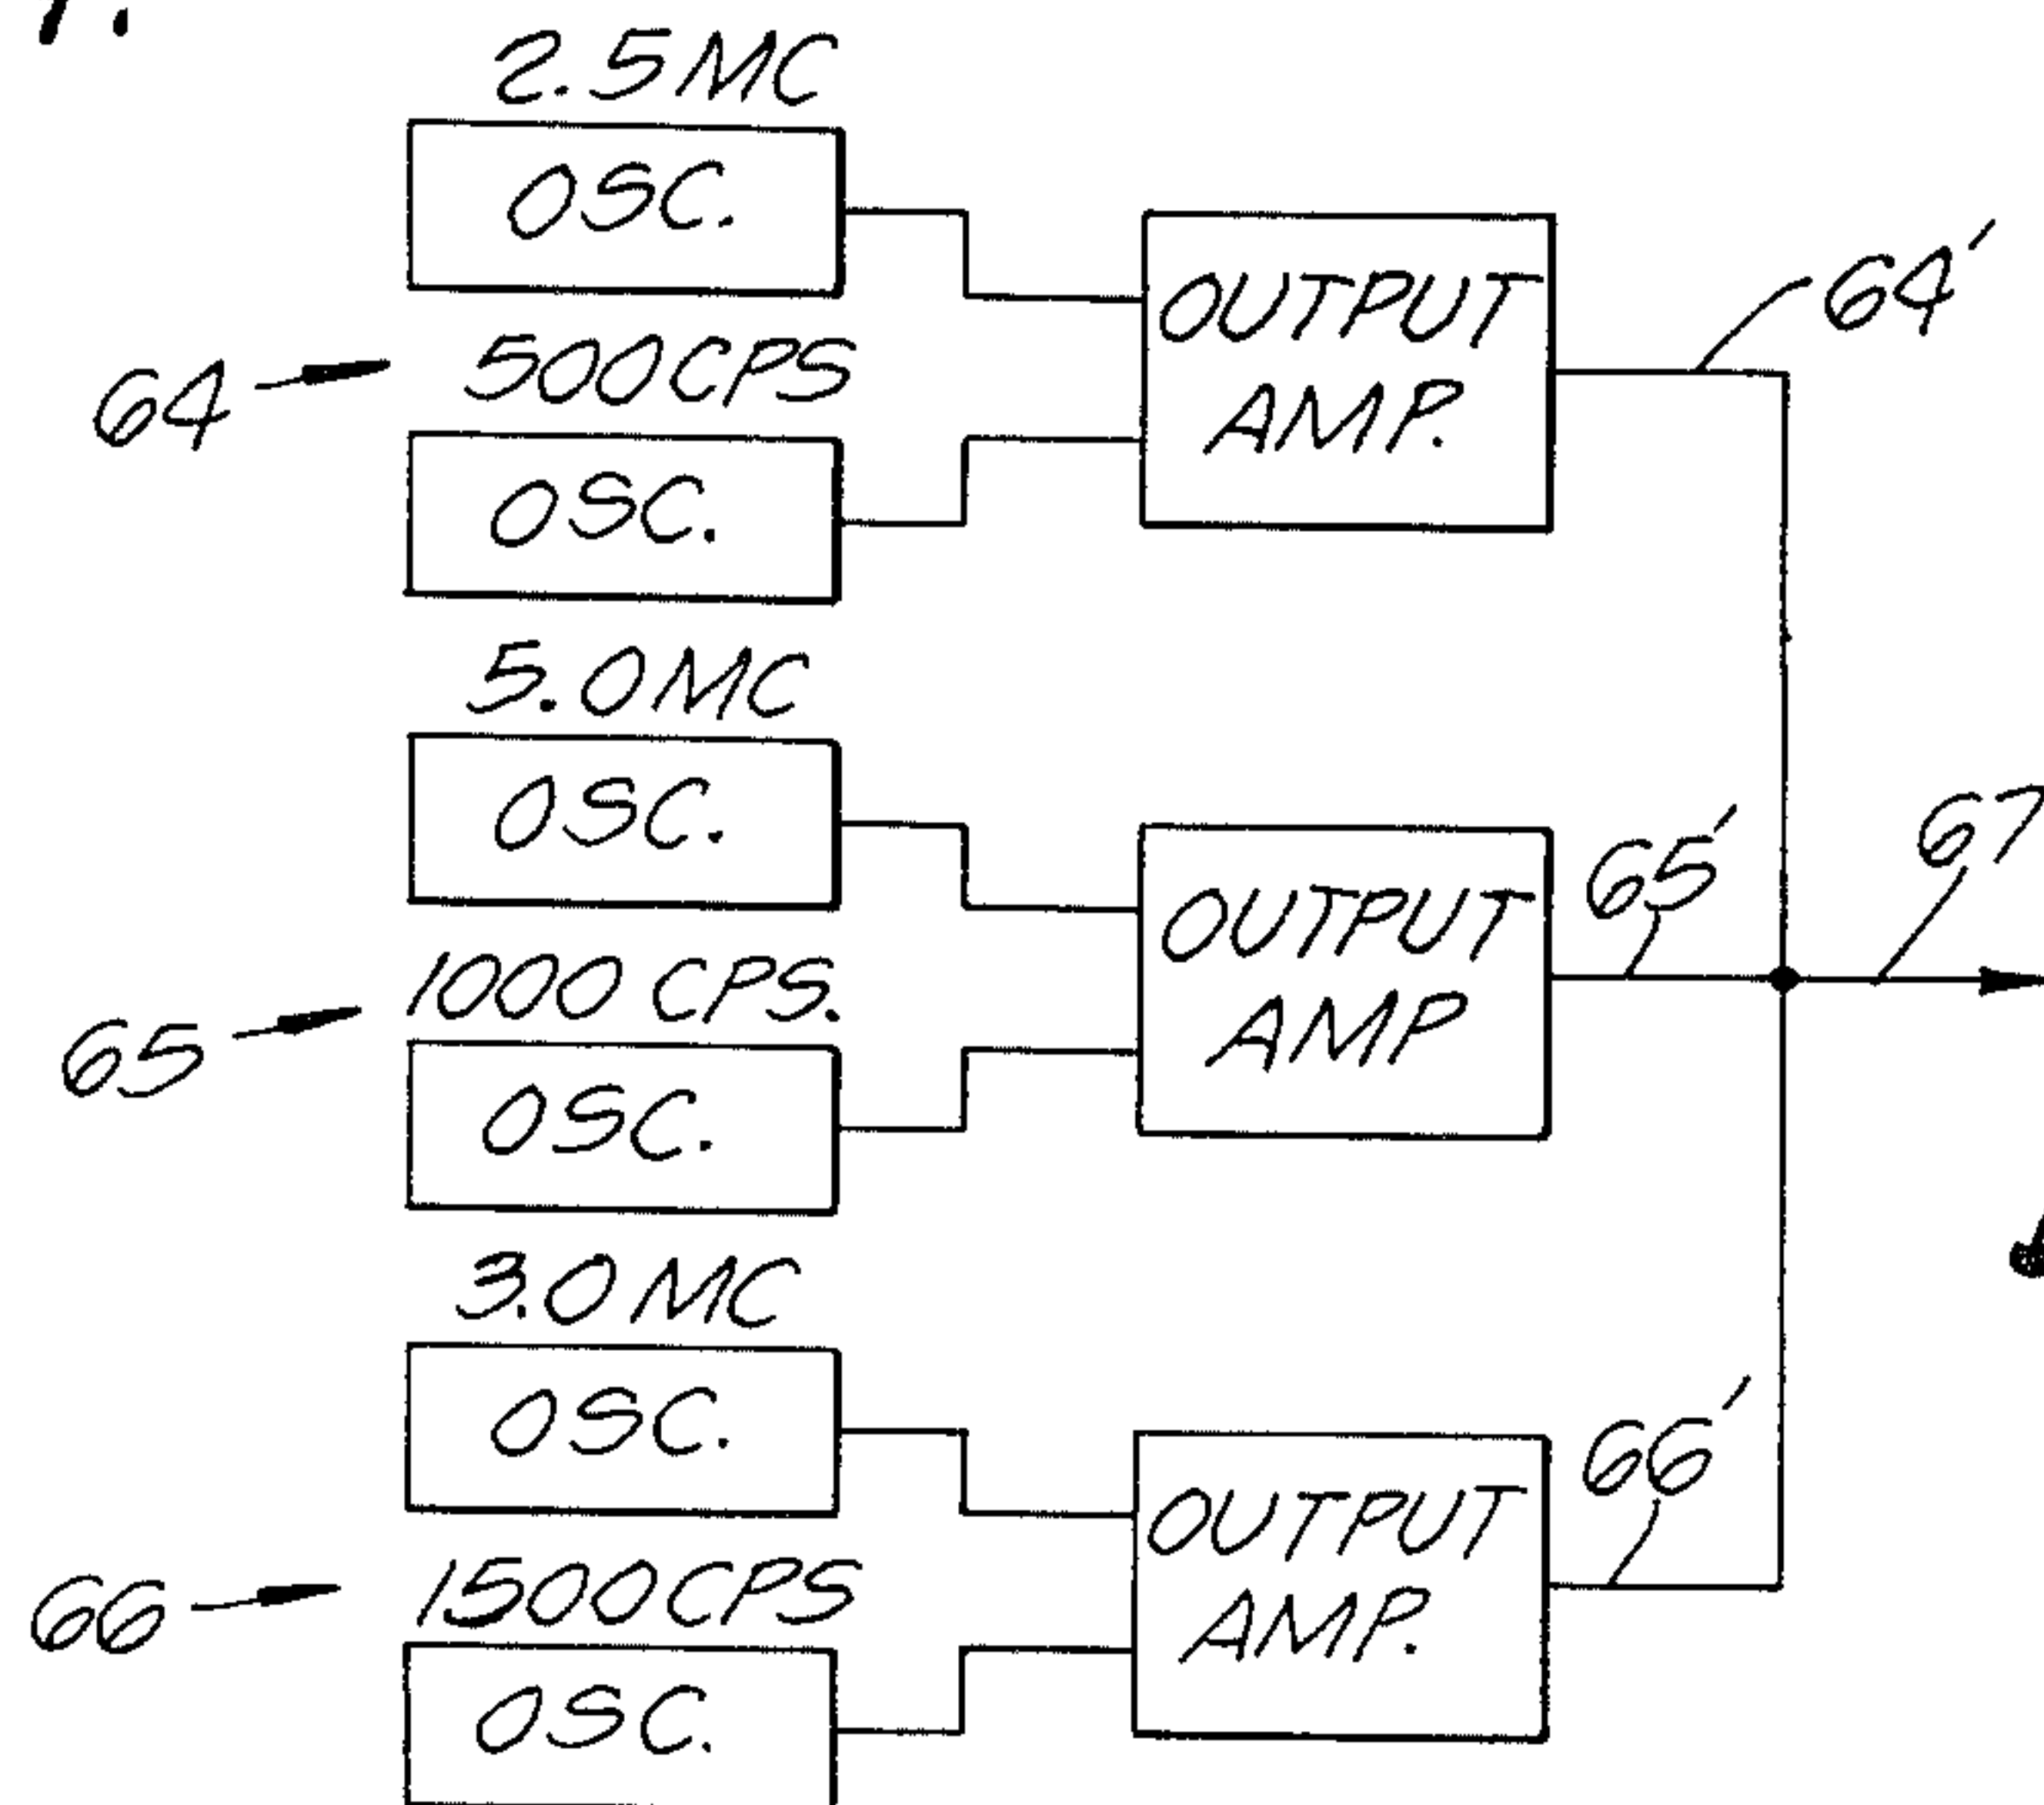 2.5 MC
OSC.
64'
OUTPUT
AMP.
64
500 CPS
OSC.
5.0 MC
OSC.
67
65'
OUTPUT
AMP
65
1000 CPS.
OSC.
3.0 MC
OSC.
66'
OUTPUT
AMP.
66
1500 CPS
OSC.